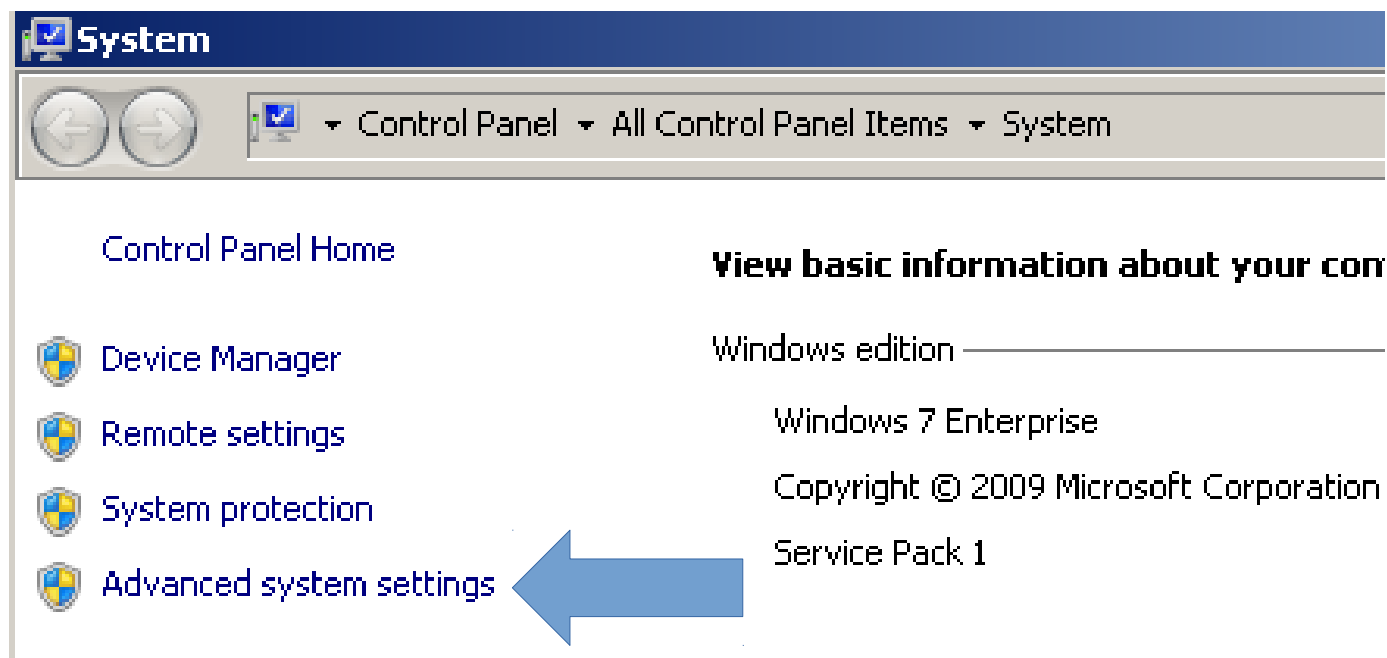 System
Control Panel All Control Panel Items System
Control Panel Home
Device Manager
Remote settings
System protection
Advanced system settings
View basic information about your
Windows edition
Windows 7 Enterprise
Copyright © 2009 Microsoft Corporation
Service Pack 1